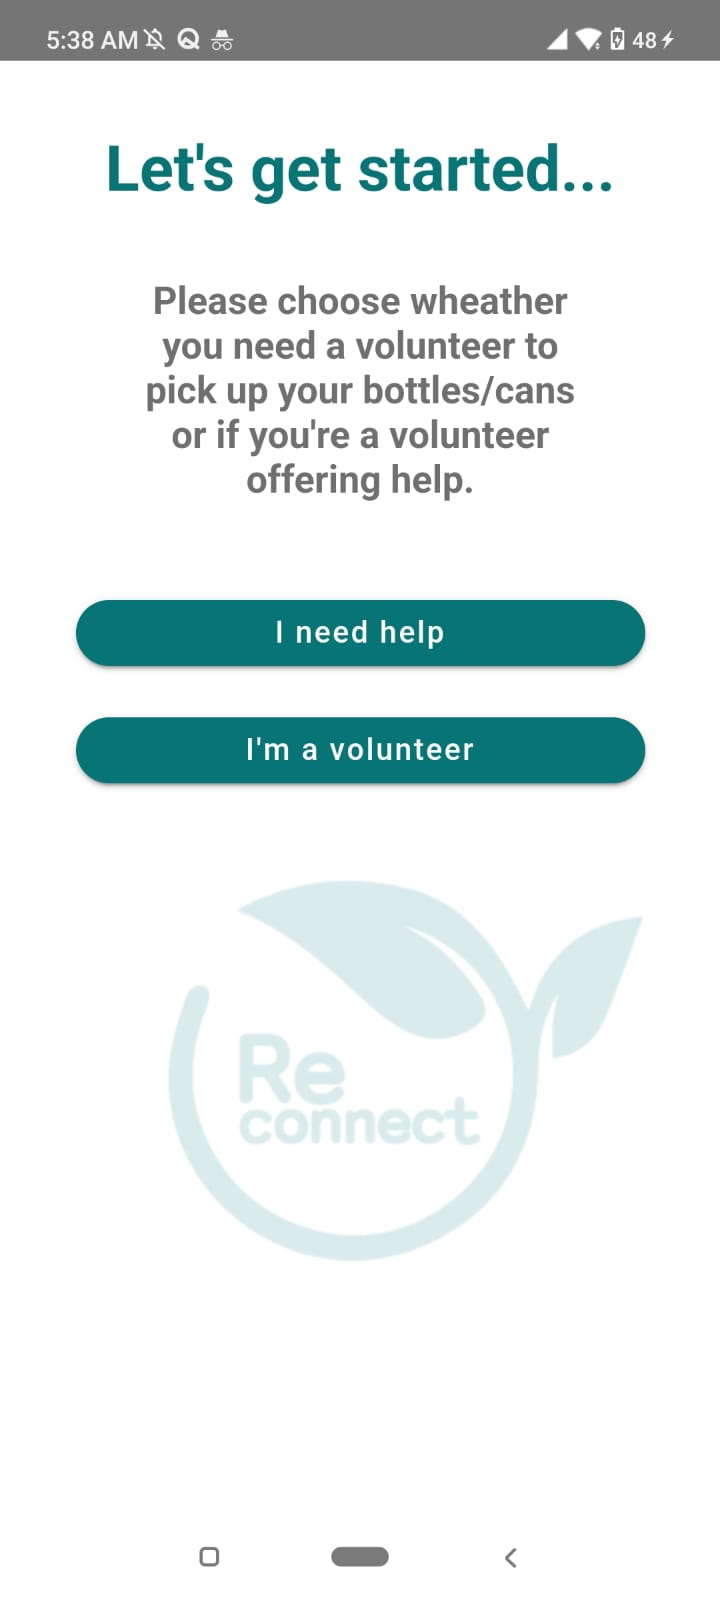 5:38 AM 48
Let's get started...
Please choose wheather
you need a volunteer to
pick up your bottles/cans
or if you're a volunteer
offering help.
I need help
I'm a volunteer
Re
connect